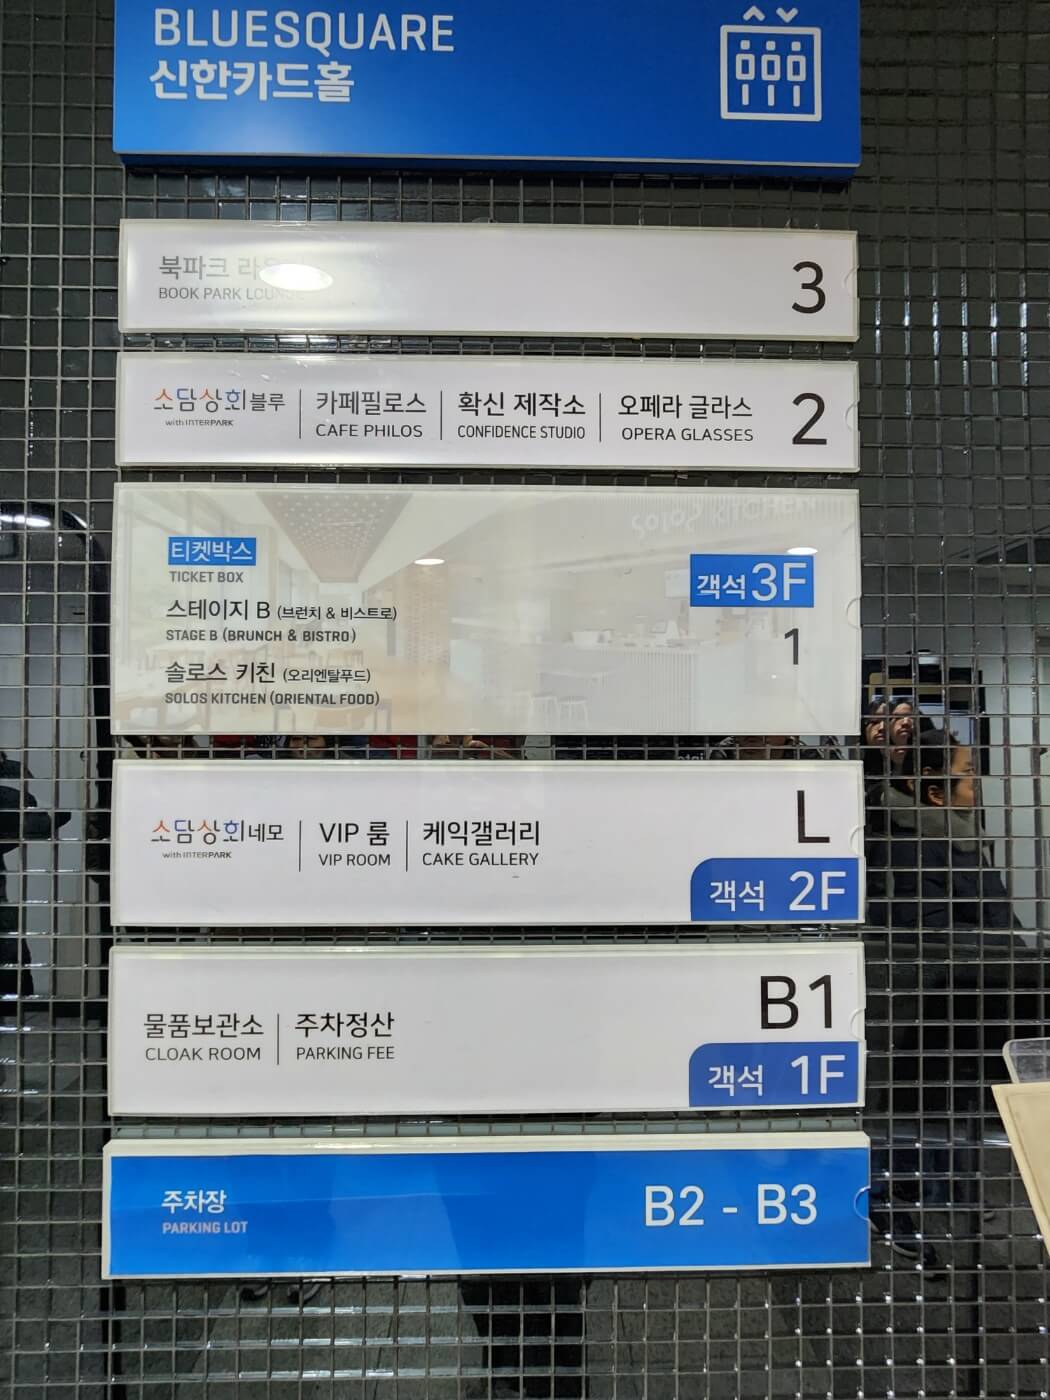 BLUESQUARE
신한카드홀
북파크
BOOK PARK LOUNGE
3
소담상회블루
with INTERPARK
카페필로스
CAFE PHILOS
확신 제작소
CONFIDENCE STUDIO
오페라 글라스
OPERA GLASSES
2
SOLOS KITCHEN
티켓박스
TICKET BOX
스테이지 B (브런치 & 비스트로)
STAGE B (BRUNCH & BISTRO)
솔로스 키친 (오리엔탈푸드)
SOLOS KITCHEN (ORIENTAL FOOD)
객석3F
1
소담상회네모
with INTERPARK
VIP 룸
VIP ROOM
케익갤러리
CAKE GALLERY
L
객석 2F
물품보관소
CLOAK ROOM
주차정산
PARKING FEE
B1
객석 1F
주차장
PARKING LOT
B2 - B3